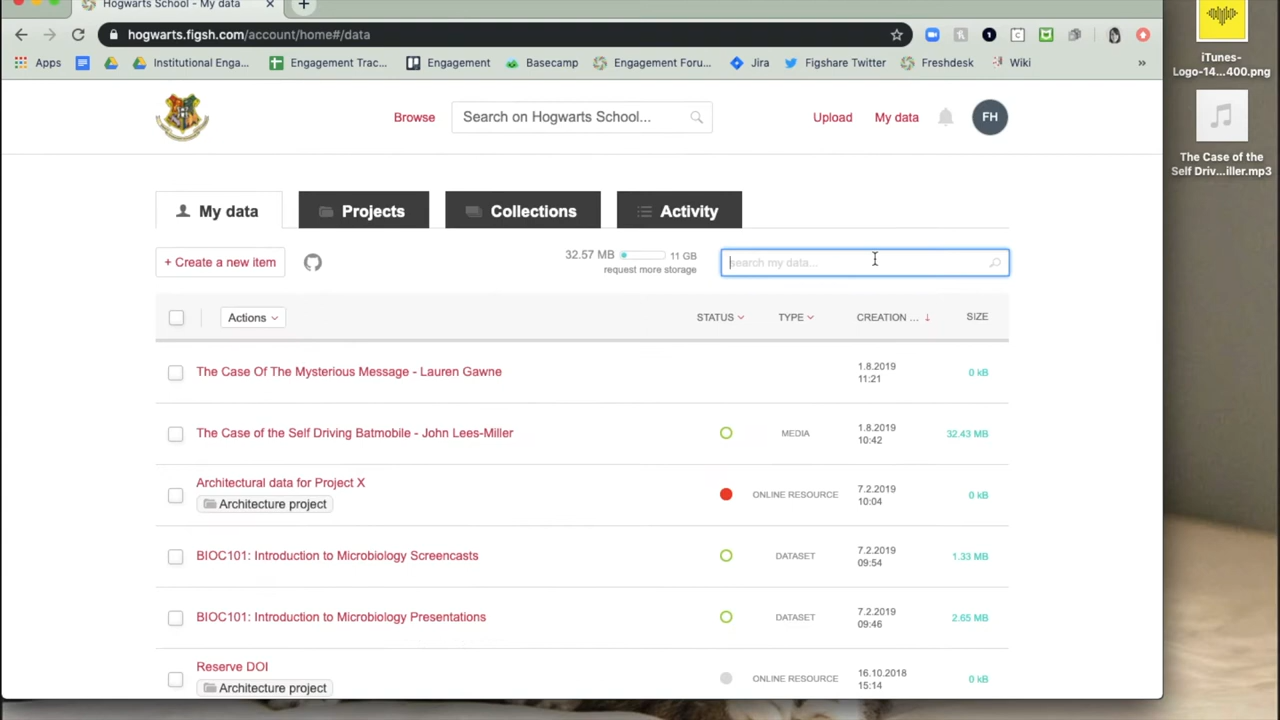 Hogwarts School - My data
hogwarts.figsh.com/account/home#/data
Apps
Institutional Enga...
Engagement Trac...
Engagement
Basecamp
Engagement Foru...
Jira
Figshare Twitter
Freshdesk
Wiki
»
Browse
Search on Hogwarts School...
Upload
My data
FH
My data
Projects
Collections
Activity
+ Create a new item
32.57 MB
11 GB
request more storage
search my data...
Actions
STATUS
TYPE
CREATION ...
SIZE
The Case Of The Mysterious Message - Lauren Gawne
1.8.2019
11:21
0 kB
The Case of the Self Driving Batmobile - John Lees-Miller
MEDIA
1.8.2019
10:42
32.43 MB
Architectural data for Project X
Architecture project
ONLINE RESOURCE
7.2.2019
10:04
0 kB
BIOC101: Introduction to Microbiology Screencasts
DATASET
7.2.2019
09:54
1.33 MB
BIOC101: Introduction to Microbiology Presentations
DATASET
7.2.2019
09:46
2.65 MB
Reserve DOI
Architecture project
ONLINE RESOURCE
16.10.2018
15:14
0 kB
iTunes-
Logo-14...400.png
The Case of the
Self Driv...iller.mp3